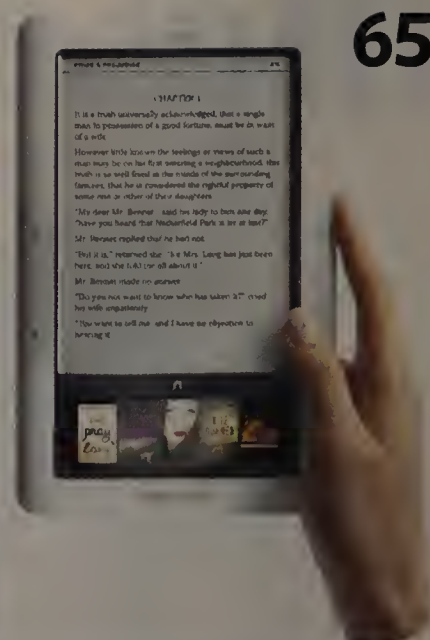 65
CHAPTER 1
It is a truth universally acknowledged, that a single
man in possession of a good fortune, must be in want
of a wife.
However little known the feelings or views of such a
man may be on his first entering a neighbourhood, this
truth is so well fixed in the minds of the surrounding
families, that he is considered the rightful property of
some one or other of their daughters.
"My dear Mr. Bennet," said his lady to him one day,
"have you heard that Netherfield Park is let at last?"
Mr. Bennet replied that he had not.
"But it is," returned she; "for Mrs. Long has just been
here, and she told me all about it."
Mr. Bennet made no answer.
"Do you not want to know who has taken it?" cried
his wife impatiently.
"You want to tell me, and I have no objection to
hearing it
pray